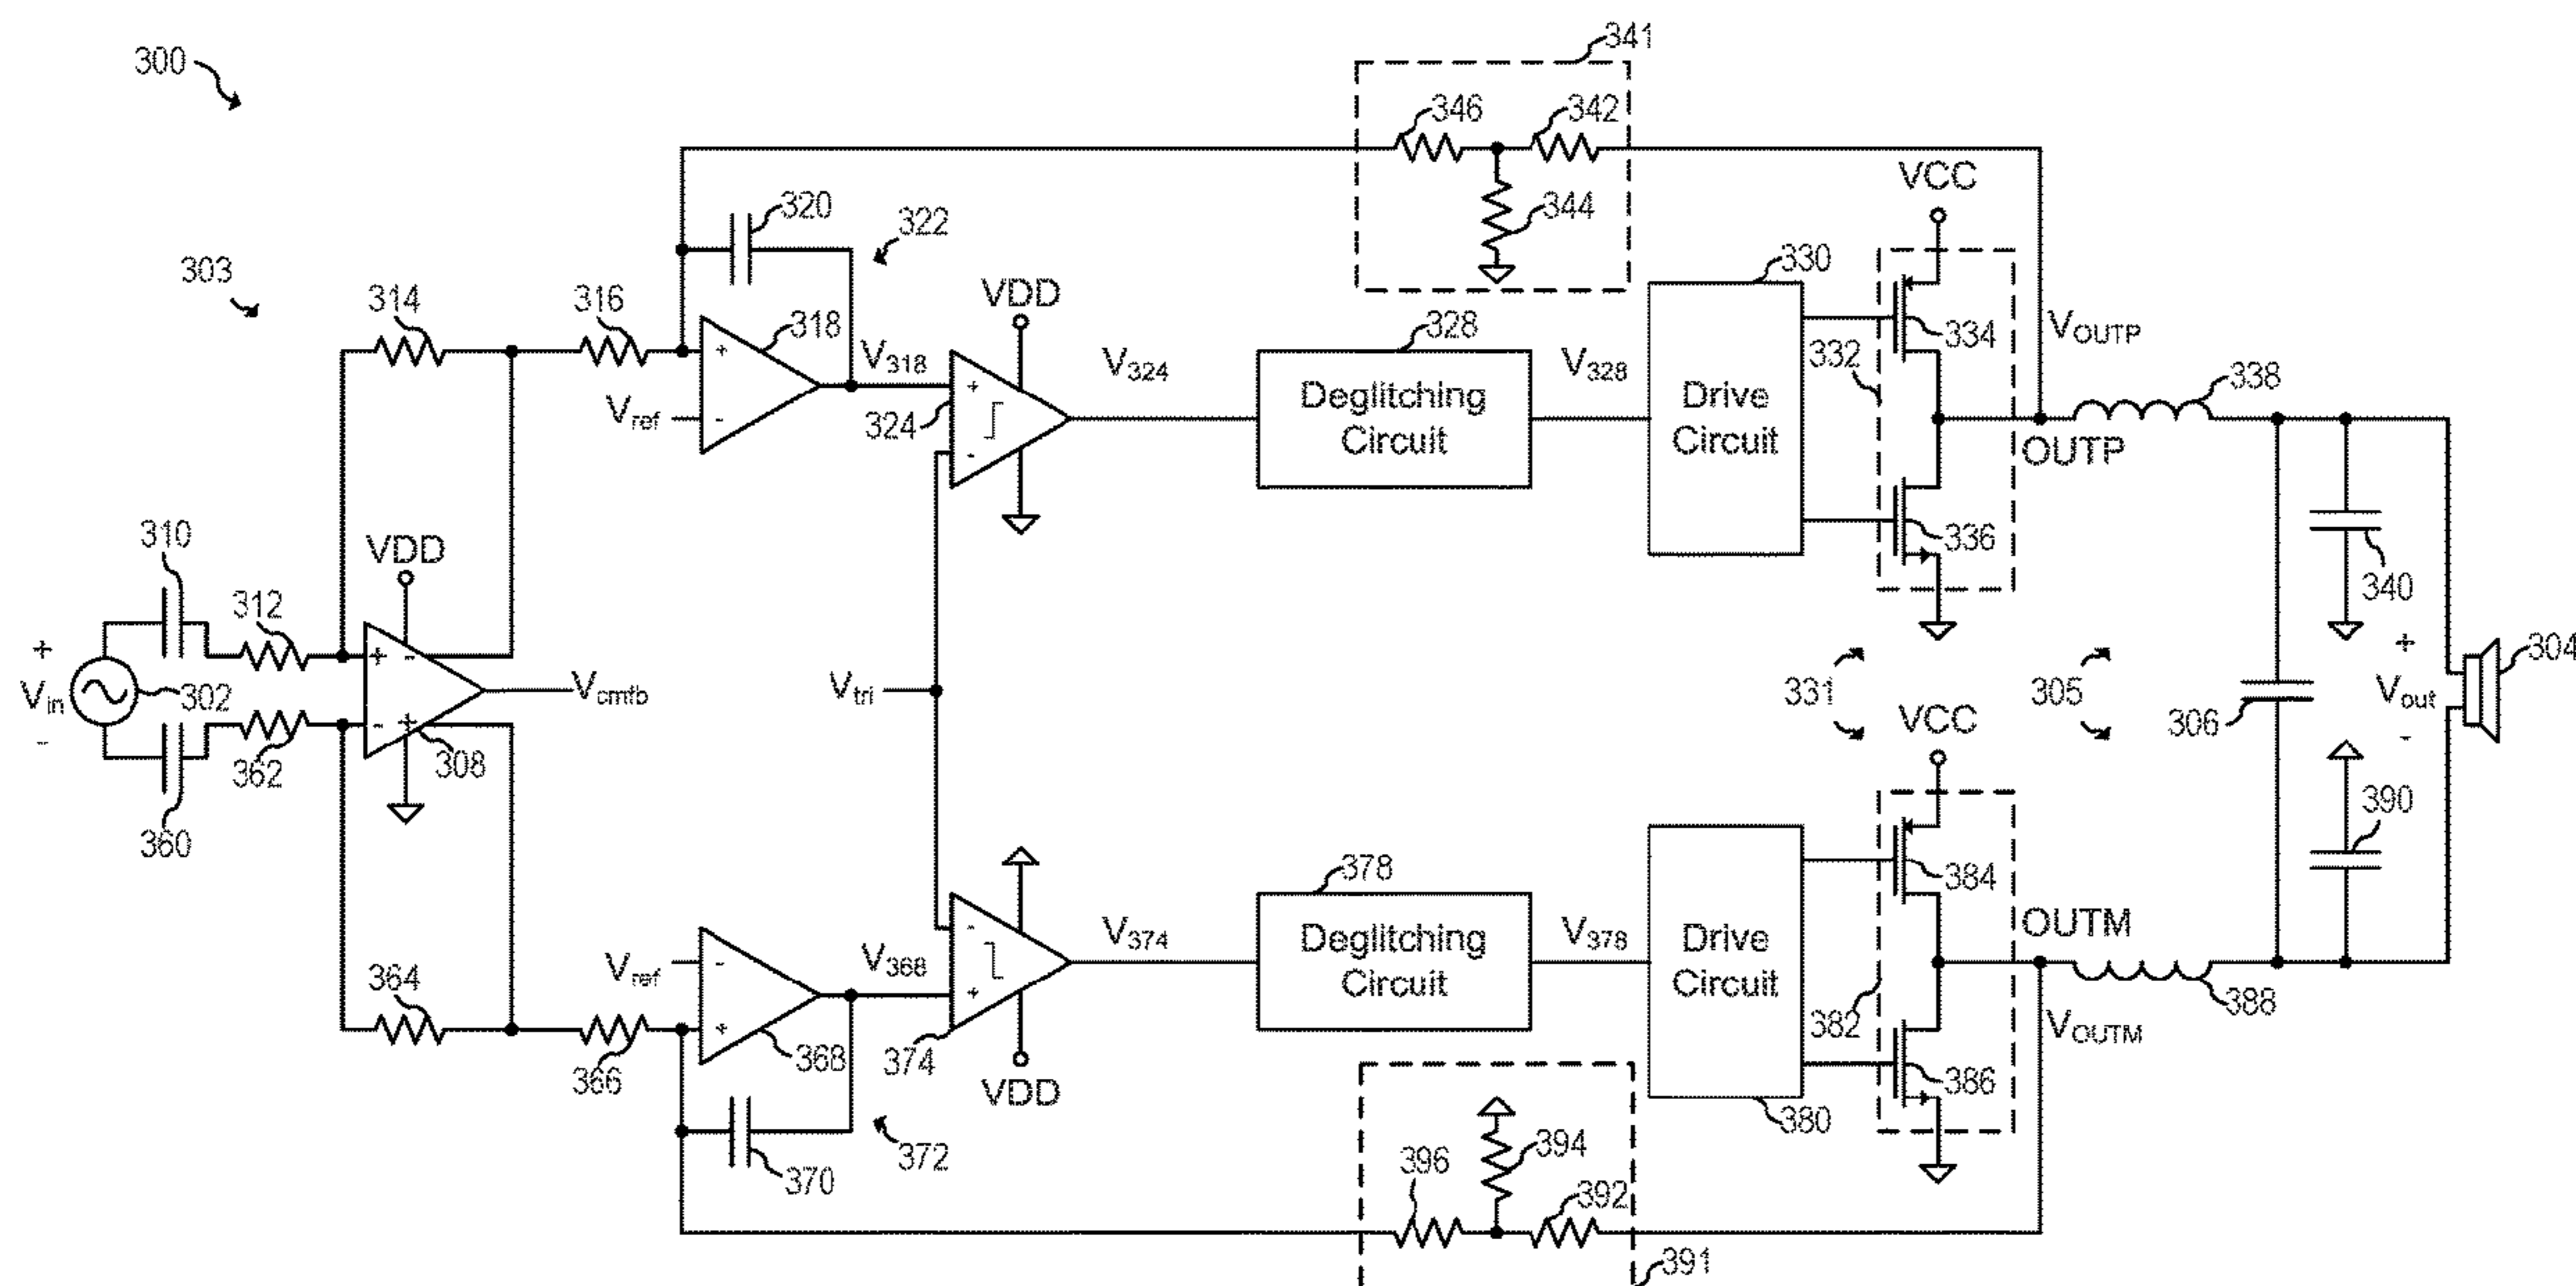 300
341
346
342
344
303
320
322
314
316
318
V318
Vref
324
VDD
V324
328
Deglitching
Circuit
V328
330
Drive
Circuit
VCC
332
334
336
VOUTP
OUTP
338
340
310
312
VDD
+
Vin
-
302
308
Vcmfb
362
360
Vtri
331
305
306
+
Vout
-
304
364
366
Vref
368
V368
370
372
374
VDD
V374
378
Deglitching
Circuit
V378
Drive
Circuit
380
VCC
382
384
386
OUTM
VOUTM
388
390
396
394
392
391
+
-
+
-
+
-
+
-
-
+
-
+